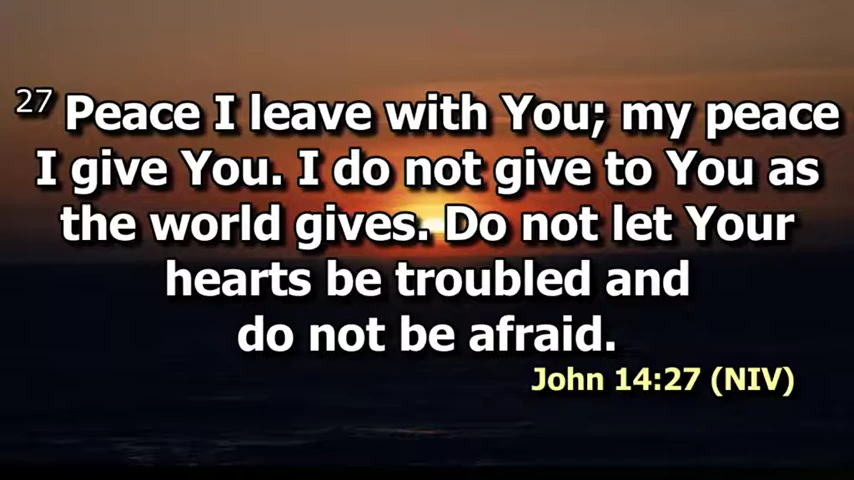 27 Peace I leave with You; my peace
I give You. I do not give to You as
the world gives. Do not let Your
hearts be troubled and
do not be afraid.
John 14:27 (NIV)